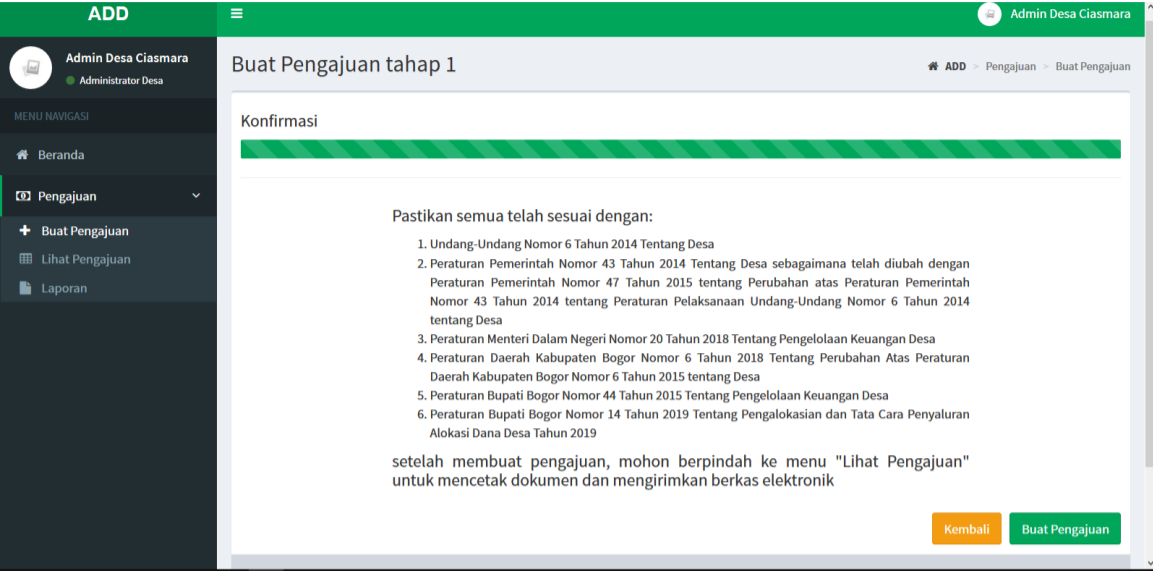 ADD
Admin Desa Ciasmara
Admin Desa Ciasmara
Administrator Desa
MENU NAVIGASI
Beranda
Pengajuan
Buat Pengajuan
Lihat Pengajuan
Laporan
Buat Pengajuan tahap 1
ADD > Pengajuan > Buat Pengajuan
Konfirmasi
Pastikan semua telah sesuai dengan:
1. Undang-Undang Nomor 6 Tahun 2014 Tentang Desa
2. Peraturan Pemerintah Nomor 43 Tahun 2014 Tentang Desa sebagaimana telah diubah dengan
Peraturan Pemerintah Nomor 47 Tahun 2015 tentang Perubahan atas Peraturan Pemerintah
Nomor 43 Tahun 2014 tentang Peraturan Pelaksanaan Undang-Undang Nomor 6 Tahun 2014
tentang Desa
3. Peraturan Menteri Dalam Negeri Nomor 20 Tahun 2018 Tentang Pengelolaan Keuangan Desa
4. Peraturan Daerah Kabupaten Bogor Nomor 6 Tahun 2018 Tentang Perubahan Atas Peraturan
Daerah Kabupaten Bogor Nomor 6 Tahun 2015 tentang Desa
5. Peraturan Bupati Bogor Nomor 44 Tahun 2015 Tentang Pengelolaan Keuangan Desa
6. Peraturan Bupati Bogor Nomor 14 Tahun 2019 Tentang Pengalokasian dan Tata Cara Penyaluran
Alokasi Dana Desa Tahun 2019
setelah membuat pengajuan, mohon berpindah ke menu "Lihat Pengajuan"
untuk mencetak dokumen dan mengirimkan berkas elektronik
Kembali
Buat Pengajuan